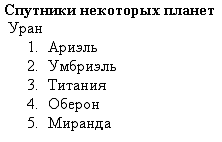 Спутники некоторых планет
Уран
1. Ариэль
2. Умбриэль
3. Титания
4. Оберон
5. Миранда